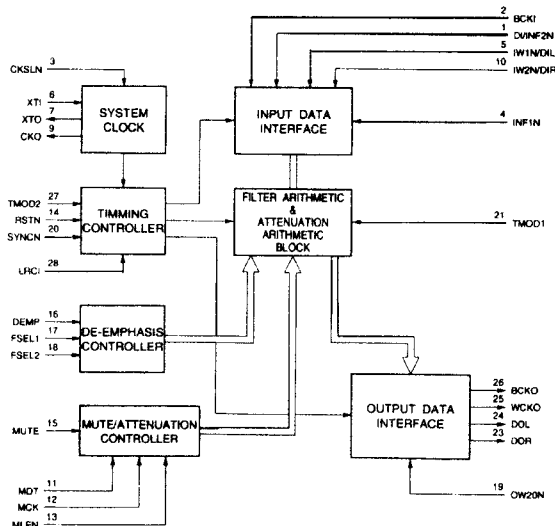 2 BCKI
1 DI/INF2N
5 IW1N/DIL
10 IW2N/DIR
CKSLN 3
XTI 6
XTO 7
CKO 9
SYSTEM
CLOCK
INPUT DATA
INTERFACE
4 INF1N
TMOD2 27
RSTN 14
SYNCN 20
LRCI 28
TIMMING
CONTROLLER
FILTER ARITHMETIC
&
ATTENUATION
ARITHMETIC
BLOCK
21 TMOD1
DEMP 16
FSEL1 17
FSEL2 18
DE-EMPHASIS
CONTROLLER
MUTE 15
MUTE/ATTENUATION
CONTROLLER
OUTPUT DATA
INTERFACE
26 BCKO
25 WCKO
24 DOL
23 DOR
MDT 11
MCK 12
MLEN 13
19 OW20N